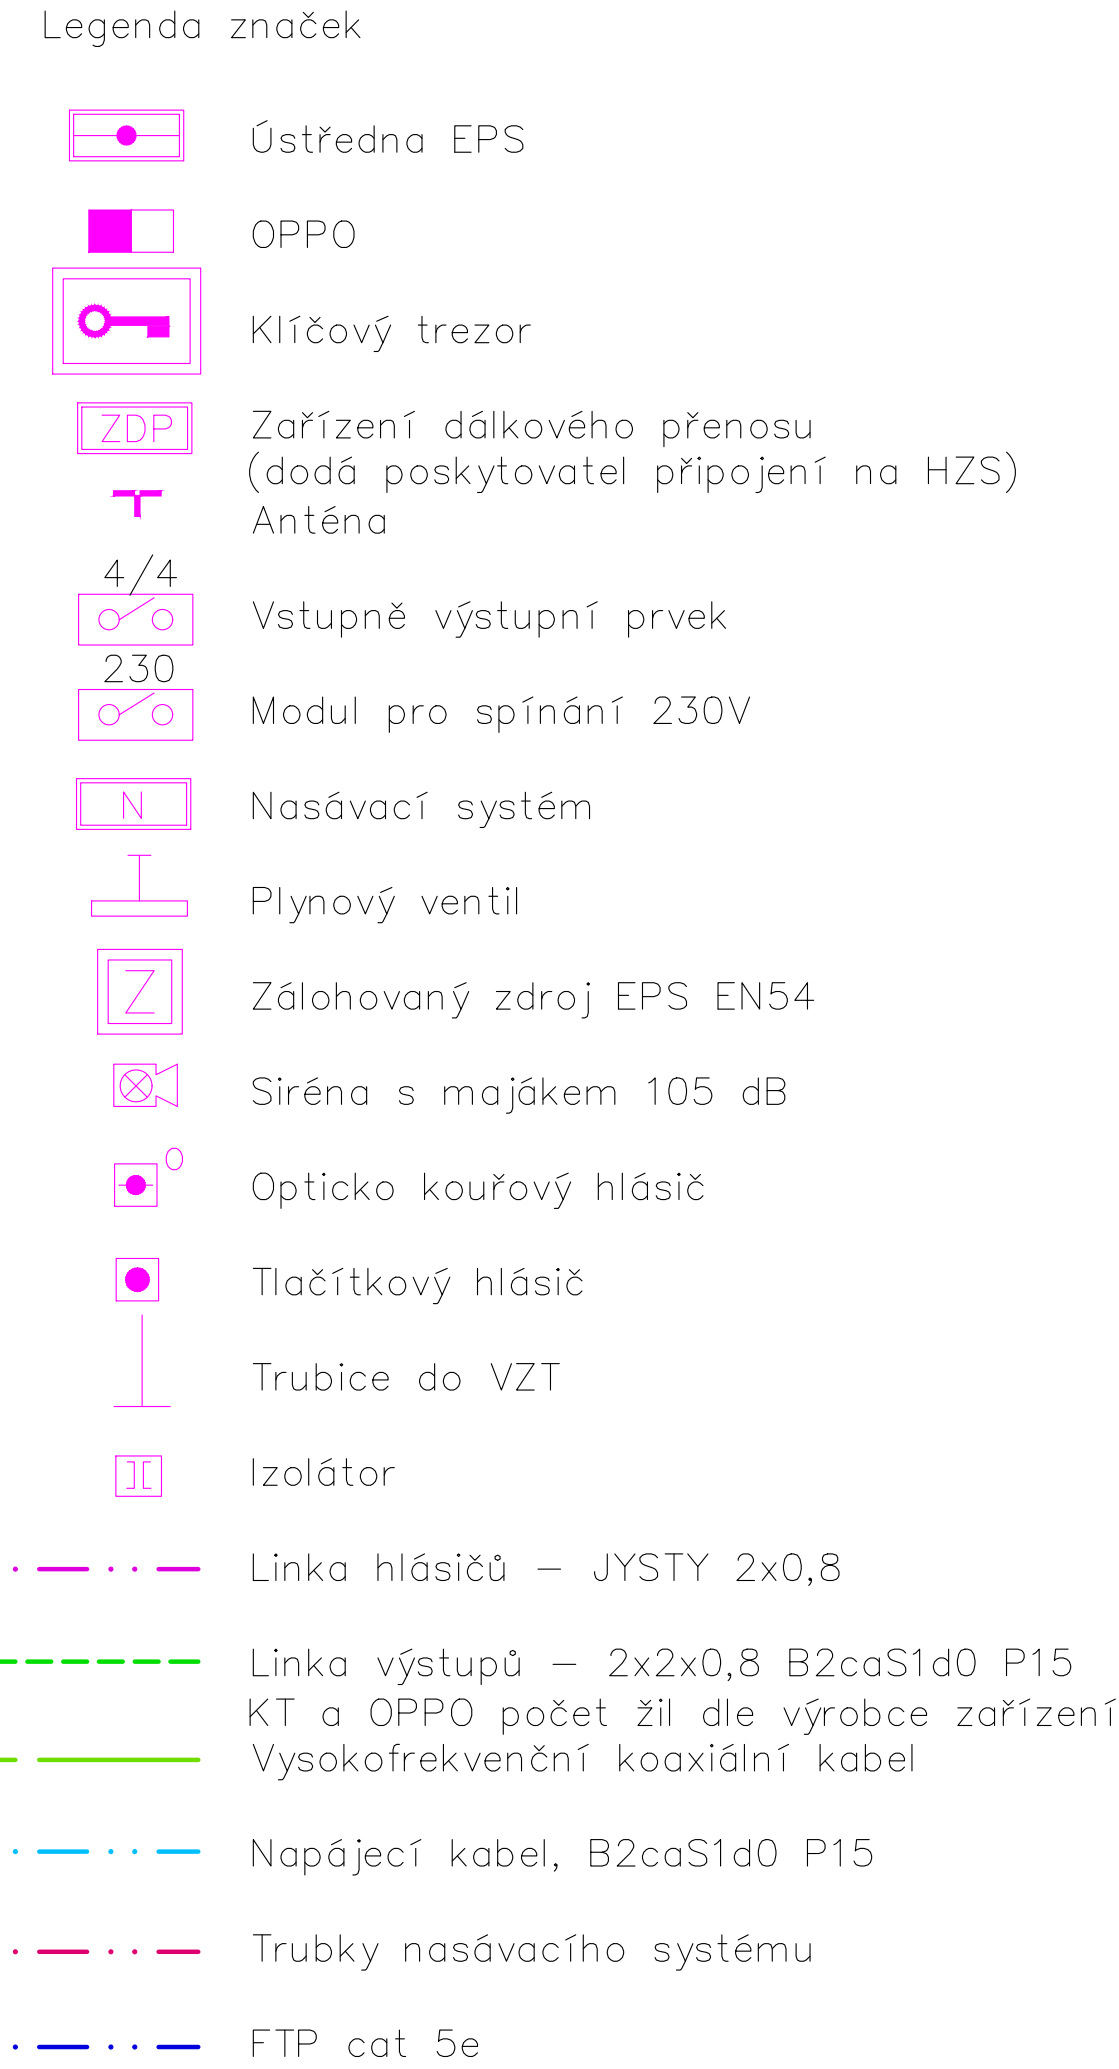 Legenda značek
Ústředna EPS
OPPO
Klíčový trezor
ZDP Zařízení dálkového přenosu
(dodá poskytovatel připojení na HZS)
Anténa
4/4
Vstupně výstupní prvek
230
Modul pro spínání 230V
N Nasávací systém
Plynový ventil
Z Zálohovaný zdroj EPS EN54
Siréna s majákem 105 dB
O
Opticko kouřový hlásič
Tlačítkový hlásič
Trubice do VZT
Izolátor
Linka hlásičů – JYSTY 2x0,8
Linka výstupů – 2x2x0,8 B2caS1d0 P15
KT a OPPO počet žil dle výrobce zařízení
Vysokofrekvenční koaxiální kabel
Napájecí kabel, B2caS1d0 P15
Trubky nasávacího systému
FTP cat 5e